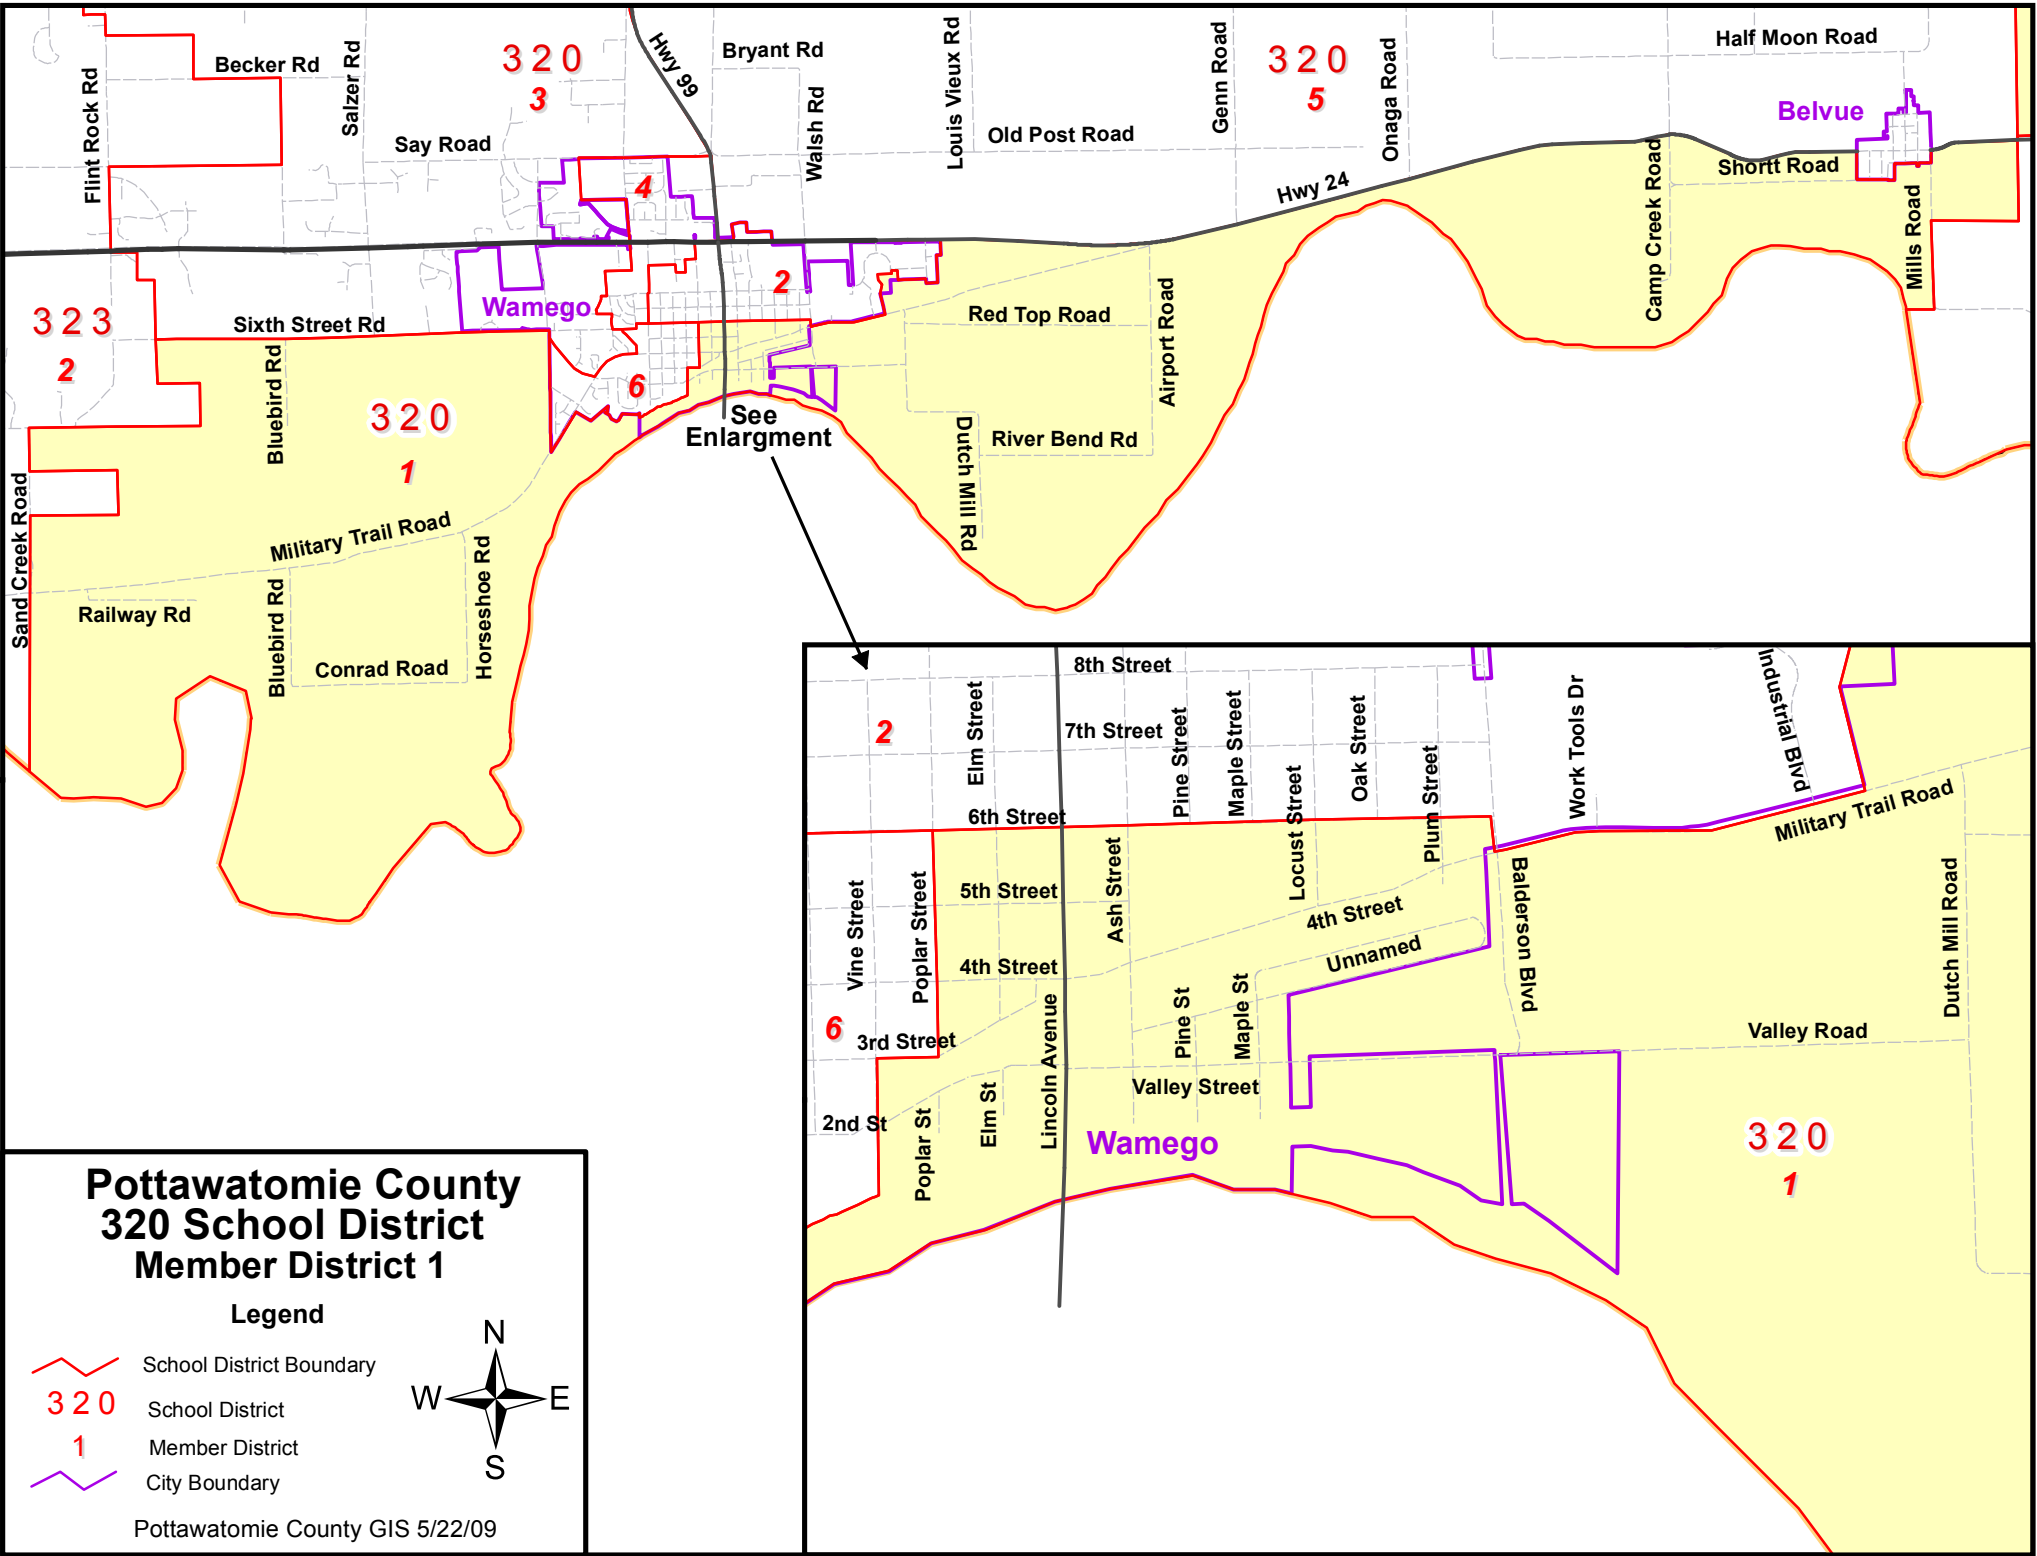 Becker Rd
Flint Rock Rd
Salzer Rd
320
3
Say Road
Hwy 99
Bryant Rd
Walsh Rd
Louis Vieux Rd
Old Post Road
Genn Road
320
5
Onaga Road
Half Moon Road
Belvue
Shortt Road
Camp Creek Road
Mills Road
Hwy 24
4
2
Wamego
323
2
Sixth Street Rd
Bluebird Rd
320
1
6
See
Enlargment
Red Top Road
Airport Road
River Bend Rd
Dutch Mill Rd
Sand Creek Road
Military Trail Road
Railway Rd
Bluebird Rd
Conrad Road
Horseshoe Rd
8th Street
2
Elm Street
7th Street
Pine Street
Maple Street
Locust Street
Oak Street
Plum Street
Work Tools Dr
Industrial Blvd
6th Street
Military Trail Road
Vine Street
Poplar Street
5th Street
Ash Street
4th Street
4th Street
Unnamed
Balderson Blvd
Dutch Mill Road
6
3rd Street
Lincoln Avenue
Pine St
Maple St
Valley Road
Valley Street
2nd St
Poplar St
Elm St
Wamego
320
1
Pottawatomie County
320 School District
Member District 1
Legend
School District Boundary
320 School District
1 Member District
City Boundary
N
W E
S
Pottawatomie County GIS 5/22/09